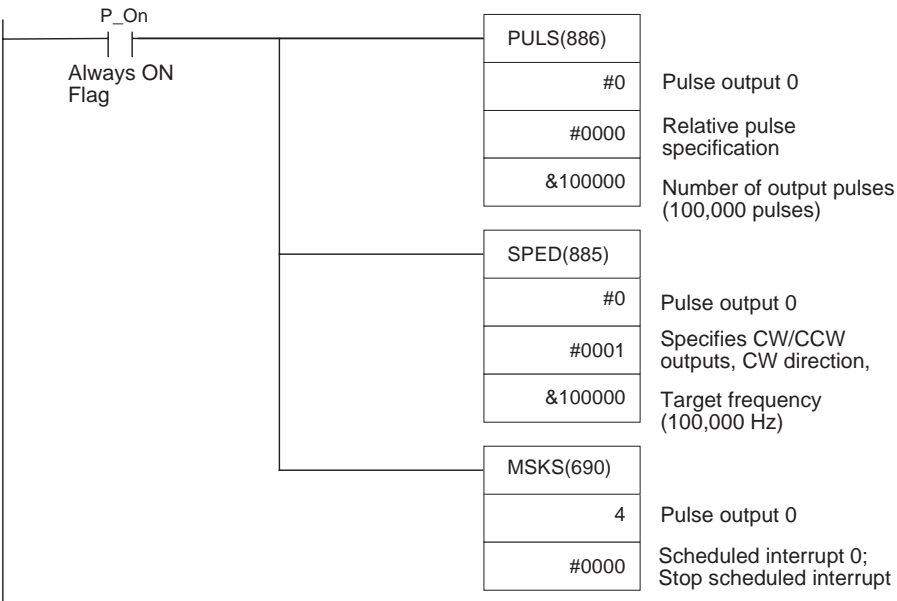 P_On
Always ON
Flag
PULS(886)
#0
Pulse output 0
#0000
Relative pulse
specification
&100000
Number of output pulses
(100,000 pulses)
SPED(885)
#0
Pulse output 0
#0001
Specifies CW/CCW
outputs, CW direction,
&100000
Target frequency
(100,000 Hz)
MSKS(690)
4
Pulse output 0
#0000
Scheduled interrupt 0;
Stop scheduled interrupt